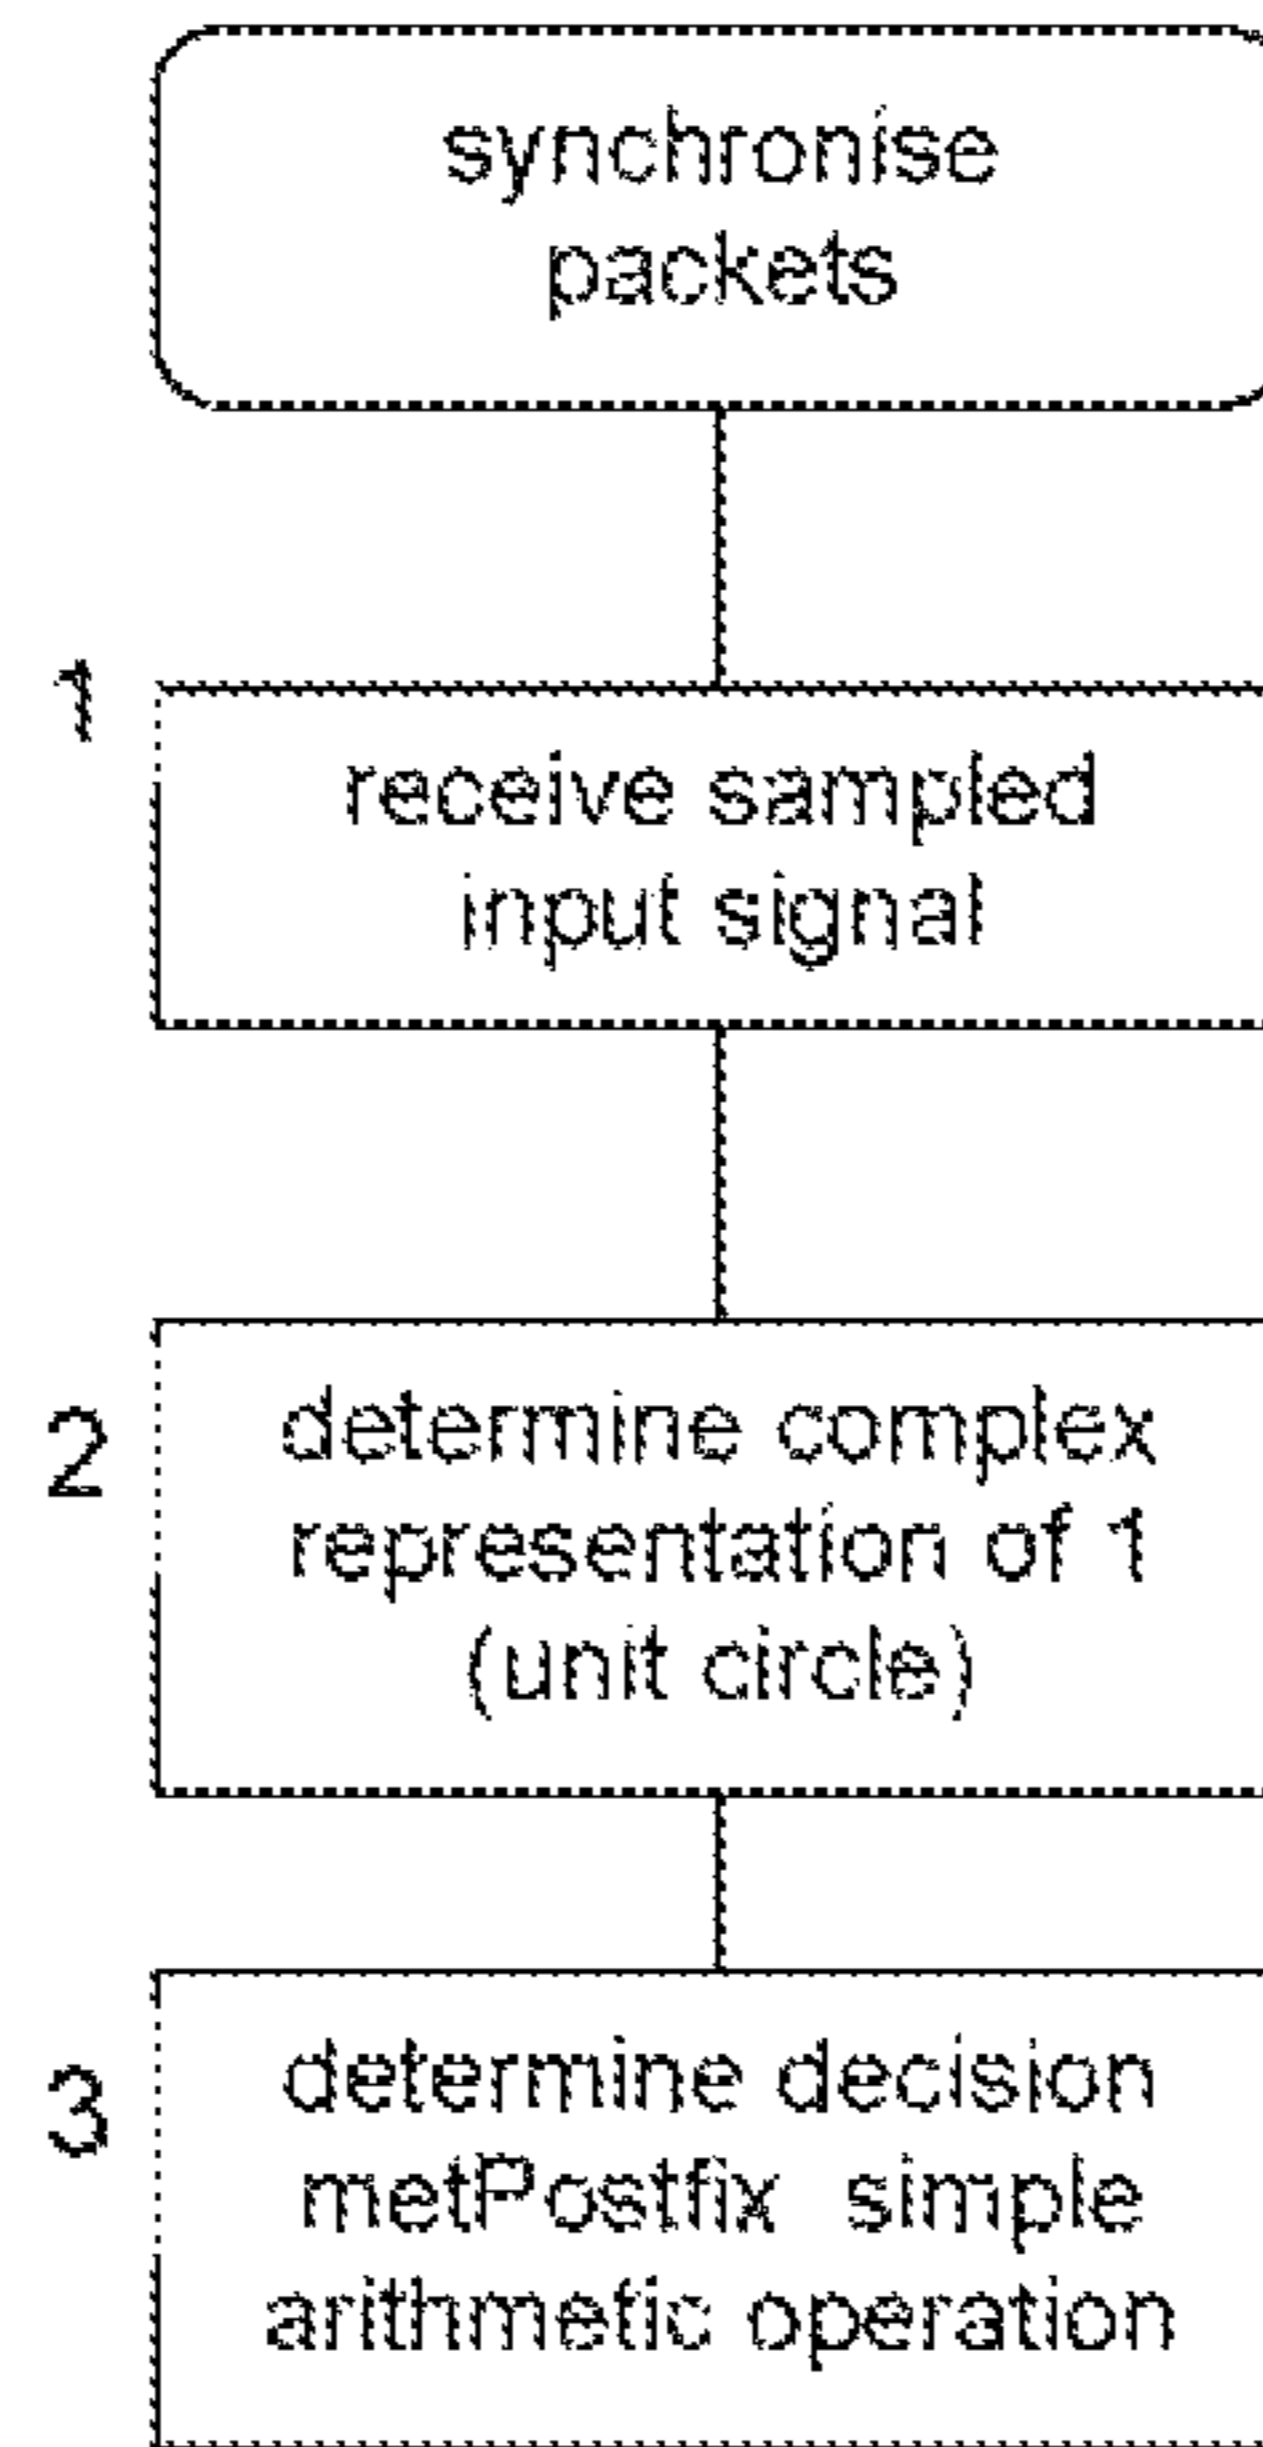 synchronise
packets
1
receive sampled
input signal
2
determine complex
representation of 1
(unit circle)
3
determine decision
metPostfix simple
arithmetic operation